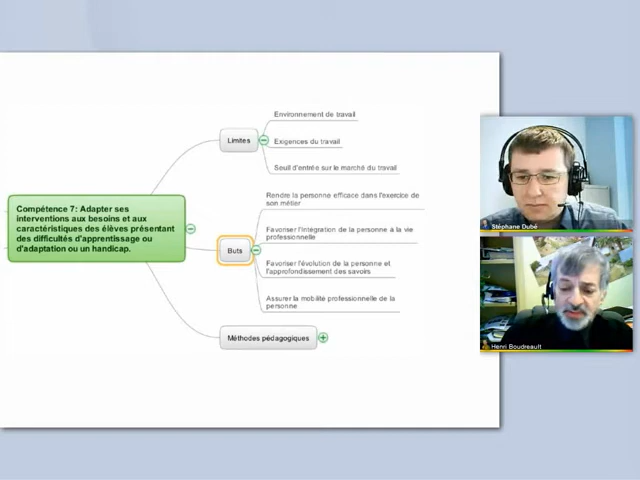 Environnement de travail
Limites
Exigences du travail
Seuil d'entrée sur le marché du travail
Compétence 7: Adapter ses
interventions aux besoins et aux
caractéristiques des élèves présentant
des difficultés d'apprentissage ou
d'adaptation ou un handicap.
Rendre la personne efficace dans l'exercice de
son métier
Favoriser l'intégration de la personne à la vie
professionnelle
Buts
Favoriser l'évolution de la personne et
l'approfondissement des savoirs
Assurer la mobilité professionnelle de la
personne
Méthodes pédagogiques
Stéphane Dubé
Henri Boudreault